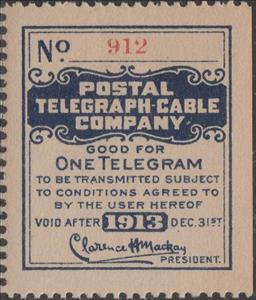 No. 912
POSTAL
TELEGRAPH-CABLE
COMPANY
GOOD FOR
ONE TELEGRAM
TO BE TRANSMITTED SUBJECT
TO CONDITIONS AGREED TO
BY THE USER HEREOF
VOID AFTER 1913 DEC. 31ST
Clarence H Mackay
PRESIDENT.